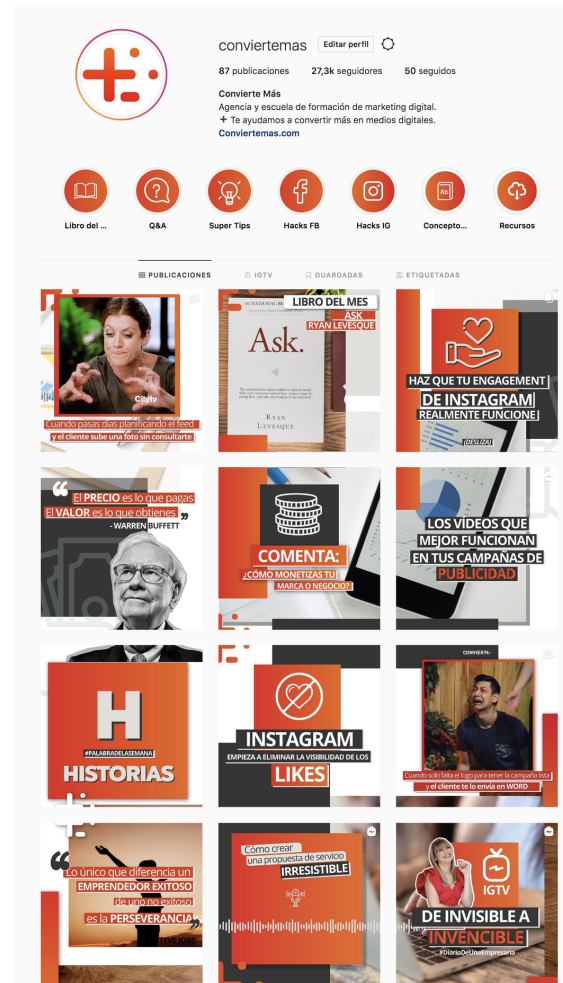 conviertemas
Editar perfil
87 publicaciones
27,3k seguidores
50 seguidos
Convierte Más
Agencia y escuela de formación de marketing digital.
+ Te ayudamos a convertir más en medios digitales.
Conviertemas.com
Ab
Libro del ...
Q&A
Super Tips
Hacks FB
Hacks IG
Concepto...
Recursos
PUBLICACIONES
IGTV
GUARDADAS
ETIQUETADAS
Citytv
Cuando pasas días planificando el feed
y el cliente sube una foto sin consultarte
LIBRO DEL MES
ASK
RYAN LEVESQUE
Ask.
RYAN
LEVESQUE
HAZ QUE TU ENGAGEMENT
DE INSTAGRAM
REALMENTE FUNCIONE
¡DESLIZA!
El PRECIO es lo que pagas
El VALOR es lo que obtienes.
- WARREN BUFFETT
COMENTA:
¿CÓMO MONETIZAS TU
MARCA O NEGOCIO?
LOS VÍDEOS QUE
MEJOR FUNCIONAN
EN TUS CAMPAÑAS DE
PUBLICIDAD
H
#PALABRADELASEMANA
HISTORIAS
INSTAGRAM
EMPIEZA A ELIMINAR LA VISIBILIDAD DE LOS
LIKES
Cuando solo falta el logo para tener la campaña lista
y el cliente te lo envía en WORD
Lo único que diferencia un
EMPRENDEDOR EXITOSO
de uno no exitoso
es la PERSEVERANCIA
STEVE JOBS
Cómo crear
una propuesta de servicio
IRRESISTIBLE
IGTV
DE INVISIBLE A
INVENCIBLE
#DiarioDeUnaEmpresaria